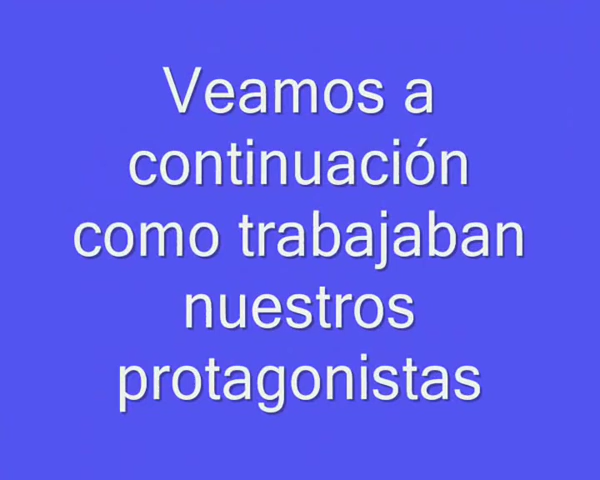 Veamos a
continuación
como trabajaban
nuestros
protagonistas